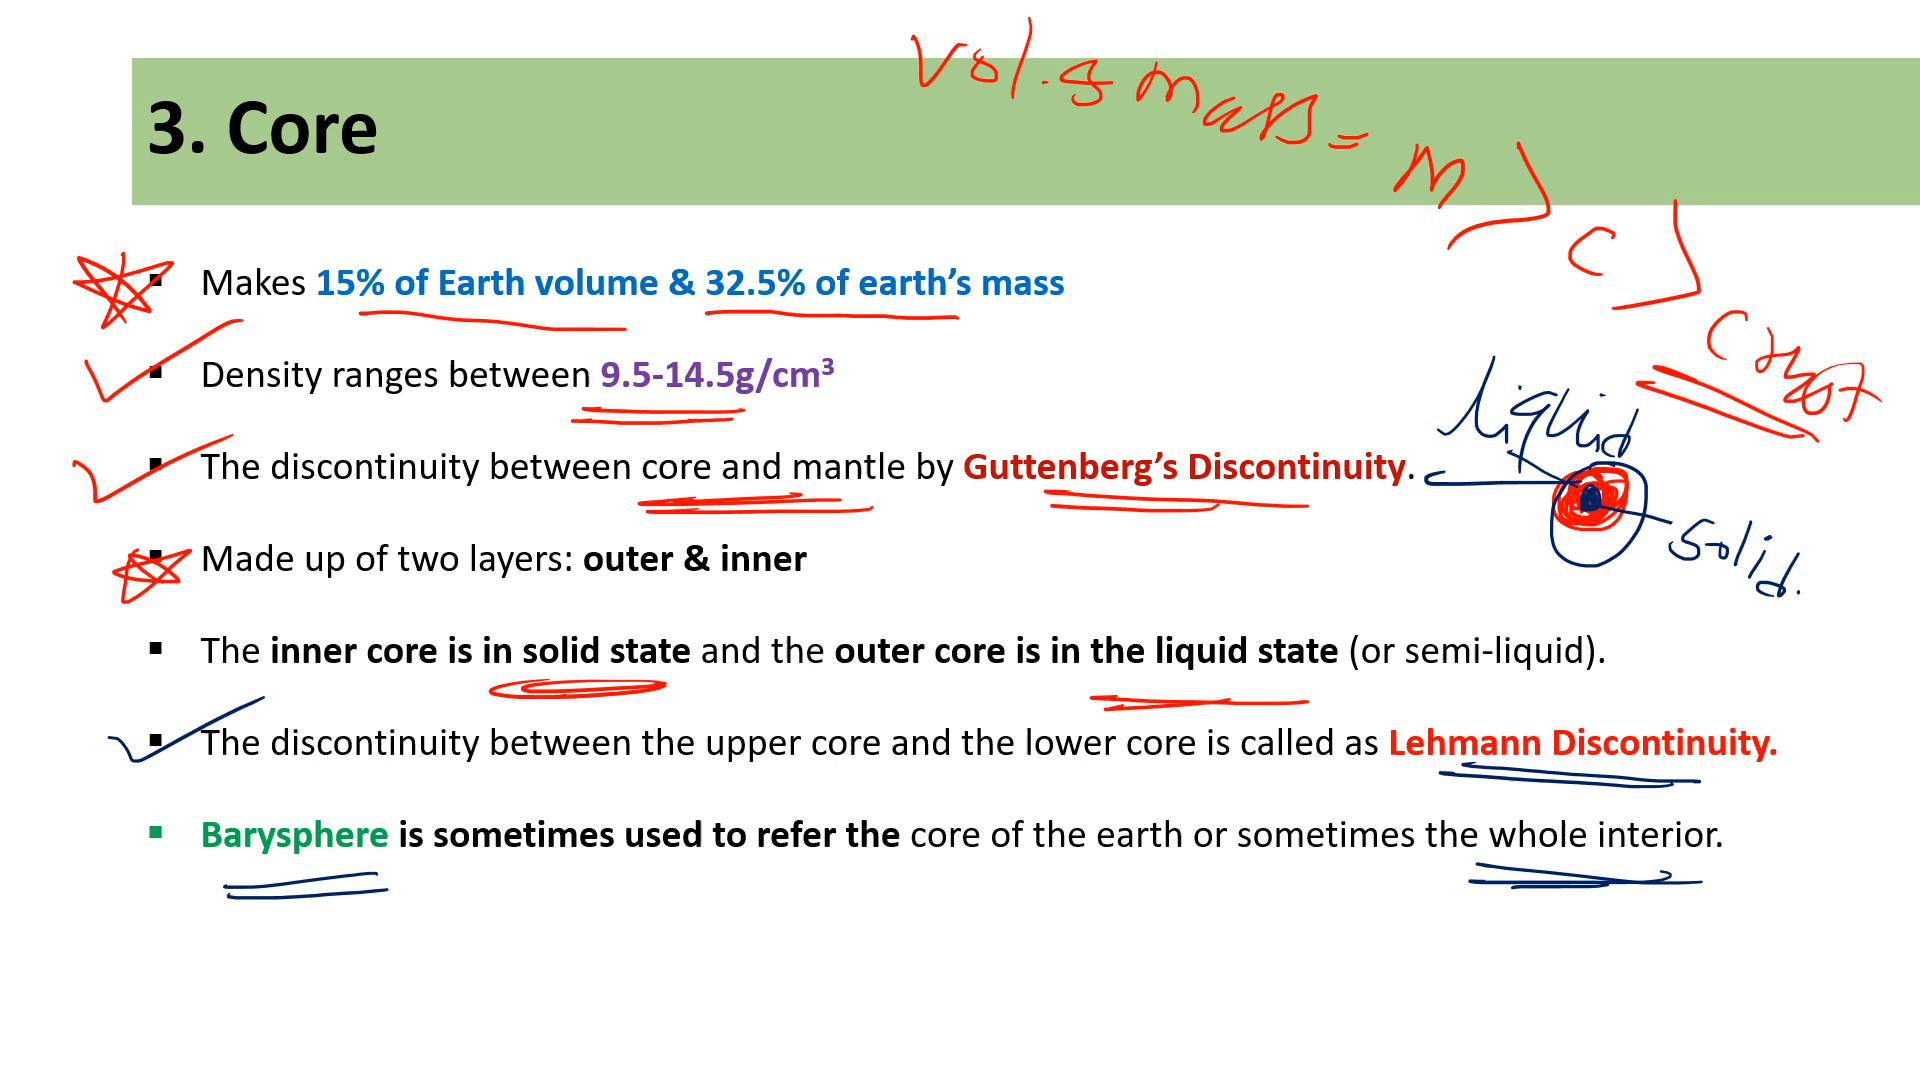 Vol. & mass = M > C > Crust
3. Core
▪ Makes 15% of Earth volume & 32.5% of earth’s mass
▪ Density ranges between 9.5-14.5g/cm³
liquid
▪ The discontinuity between core and mantle by Guttenberg’s Discontinuity.
solid.
▪ Made up of two layers: outer & inner
▪ The inner core is in solid state and the outer core is in the liquid state (or semi-liquid).
▪ The discontinuity between the upper core and the lower core is called as Lehmann Discontinuity.
▪ Barysphere is sometimes used to refer the core of the earth or sometimes the whole interior.